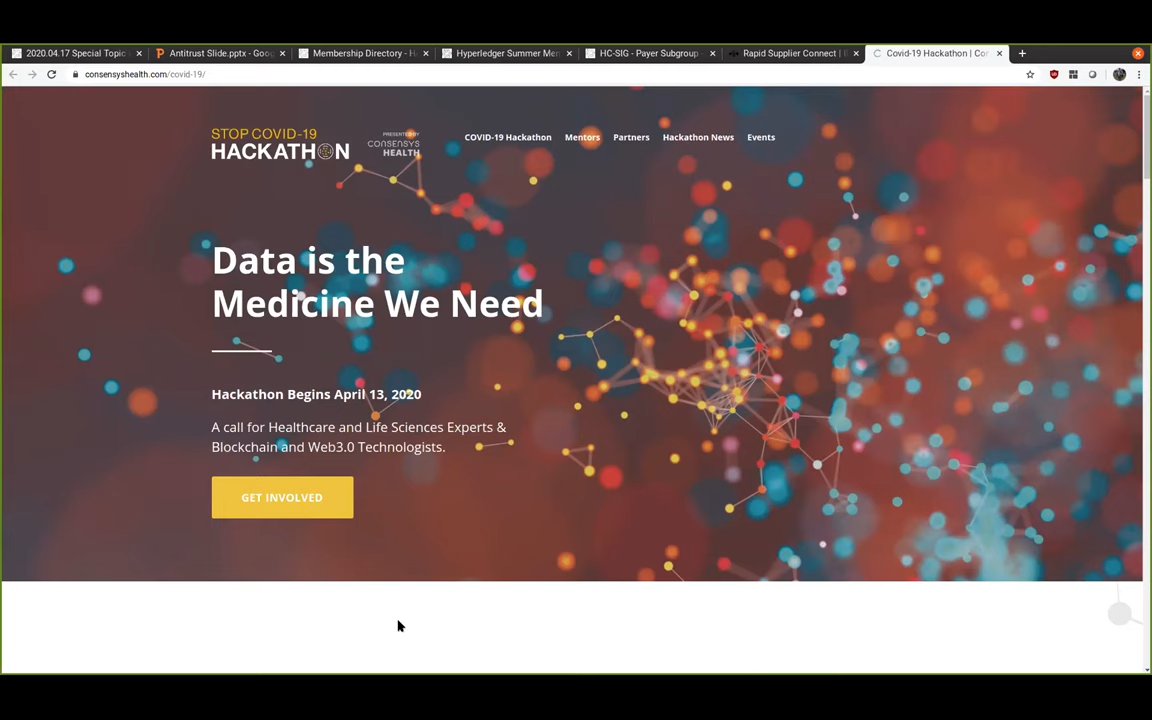 2020.04.17 Special Topic
Antitrust Slide.pptx - Goo
Membership Directory - H
Hyperledger Summer Me
HC-SIG - Payer Subgroup
Rapid Supplier Connect |
Covid-19 Hackathon | Co
consensyshealth.com/covid-19/
STOP COVID-19
HACKATHON
PRESENTED BY
CONSENSYS
HEALTH
COVID-19 Hackathon
Mentors
Partners
Hackathon News
Events
Data is the
Medicine We Need
Hackathon Begins April 13, 2020
A call for Healthcare and Life Sciences Experts &
Blockchain and Web3.0 Technologists.
GET INVOLVED